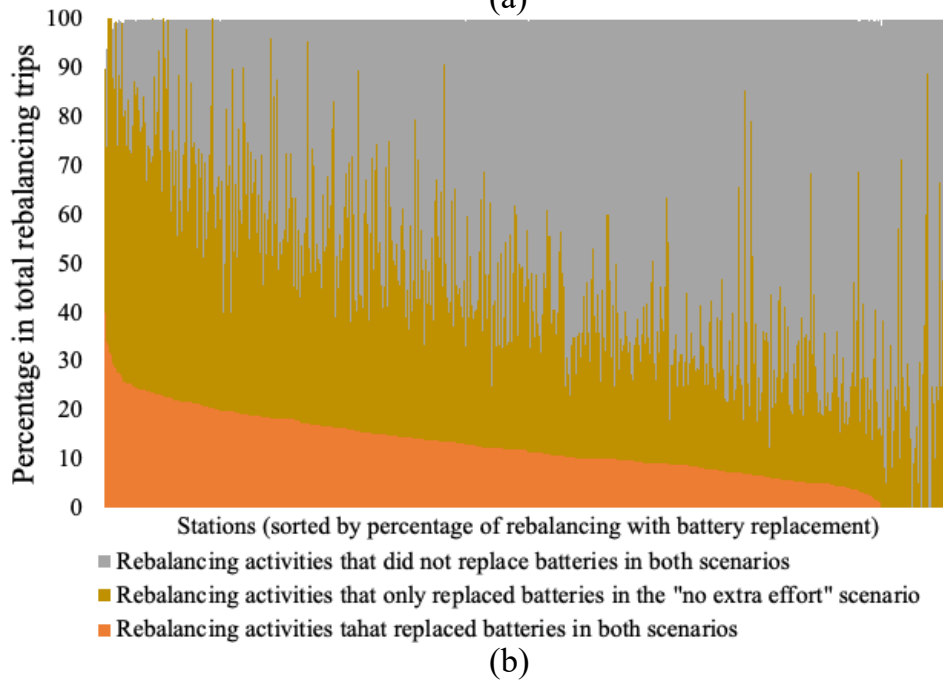 (a)
100
90
80
70
60
50
40
30
20
10
0
Percentage in total rebalancing trips
Stations (sorted by percentage of rebalancing with battery replacement)
Rebalancing activities that did not replace batteries in both scenarios
Rebalancing activities that only replaced batteries in the "no extra effort" scenario
Rebalancing activities tahat replaced batteries in both scenarios
(b)